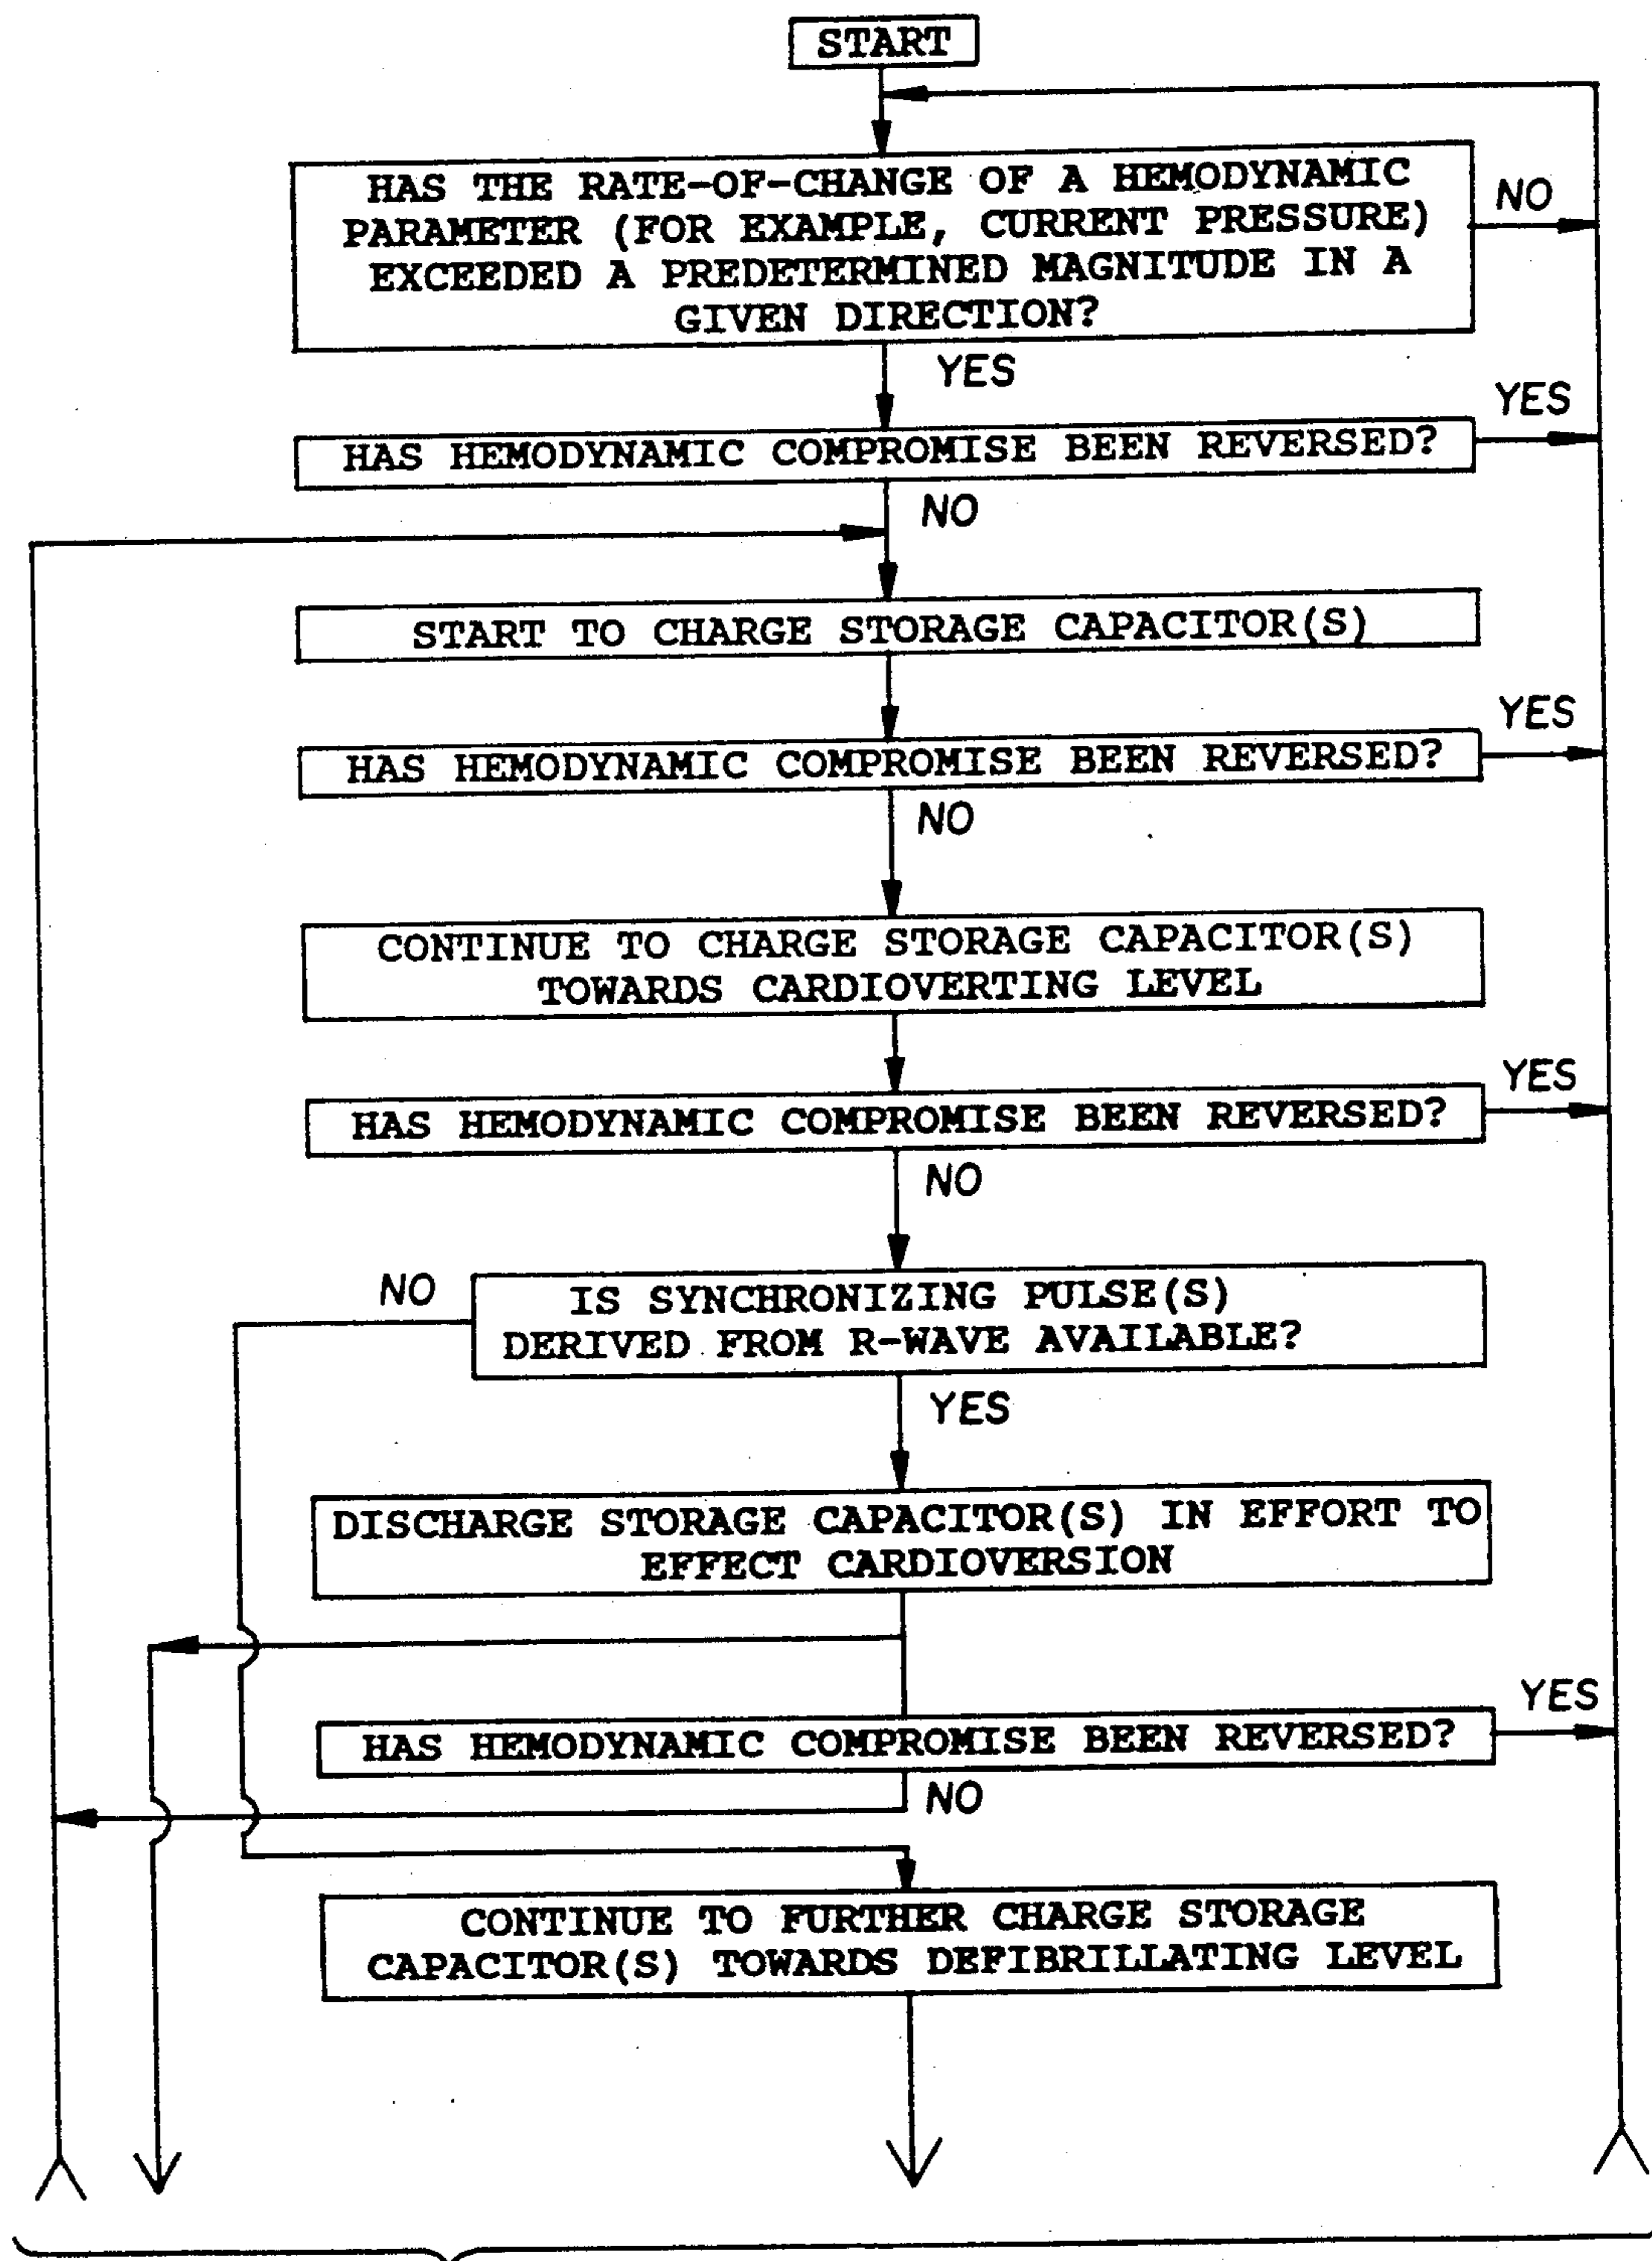 START
HAS THE RATE-OF-CHANGE OF A HEMODYNAMIC
PARAMETER (FOR EXAMPLE, CURRENT PRESSURE)
EXCEEDED A PREDETERMINED MAGNITUDE IN A
GIVEN DIRECTION?
NO
YES
HAS HEMODYNAMIC COMPROMISE BEEN REVERSED?
YES
NO
START TO CHARGE STORAGE CAPACITOR(S)
HAS HEMODYNAMIC COMPROMISE BEEN REVERSED?
YES
NO
CONTINUE TO CHARGE STORAGE CAPACITOR(S)
TOWARDS CARDIOVERTING LEVEL
HAS HEMODYNAMIC COMPROMISE BEEN REVERSED?
YES
NO
NO
IS SYNCHRONIZING PULSE(S)
DERIVED FROM R-WAVE AVAILABLE?
YES
DISCHARGE STORAGE CAPACITOR(S) IN EFFORT TO
EFFECT CARDIOVERSION
HAS HEMODYNAMIC COMPROMISE BEEN REVERSED?
YES
NO
CONTINUE TO FURTHER CHARGE STORAGE
CAPACITOR(S) TOWARDS DEFIBRILLATING LEVEL